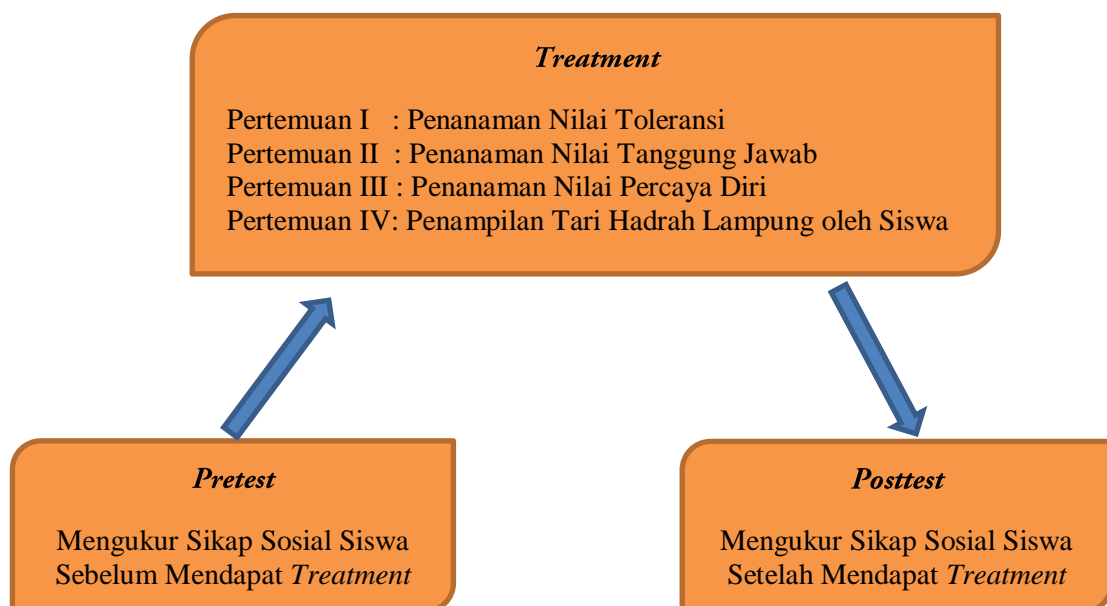 Treatment
Pertemuan I : Penanaman Nilai Toleransi
Pertemuan II : Penanaman Nilai Tanggung Jawab
Pertemuan III : Penanaman Nilai Percaya Diri
Pertemuan IV: Penampilan Tari Hadrah Lampung oleh Siswa
Pretest
Mengukur Sikap Sosial Siswa
Sebelum Mendapat Treatment
Posttest
Mengukur Sikap Sosial Siswa
Setelah Mendapat Treatment